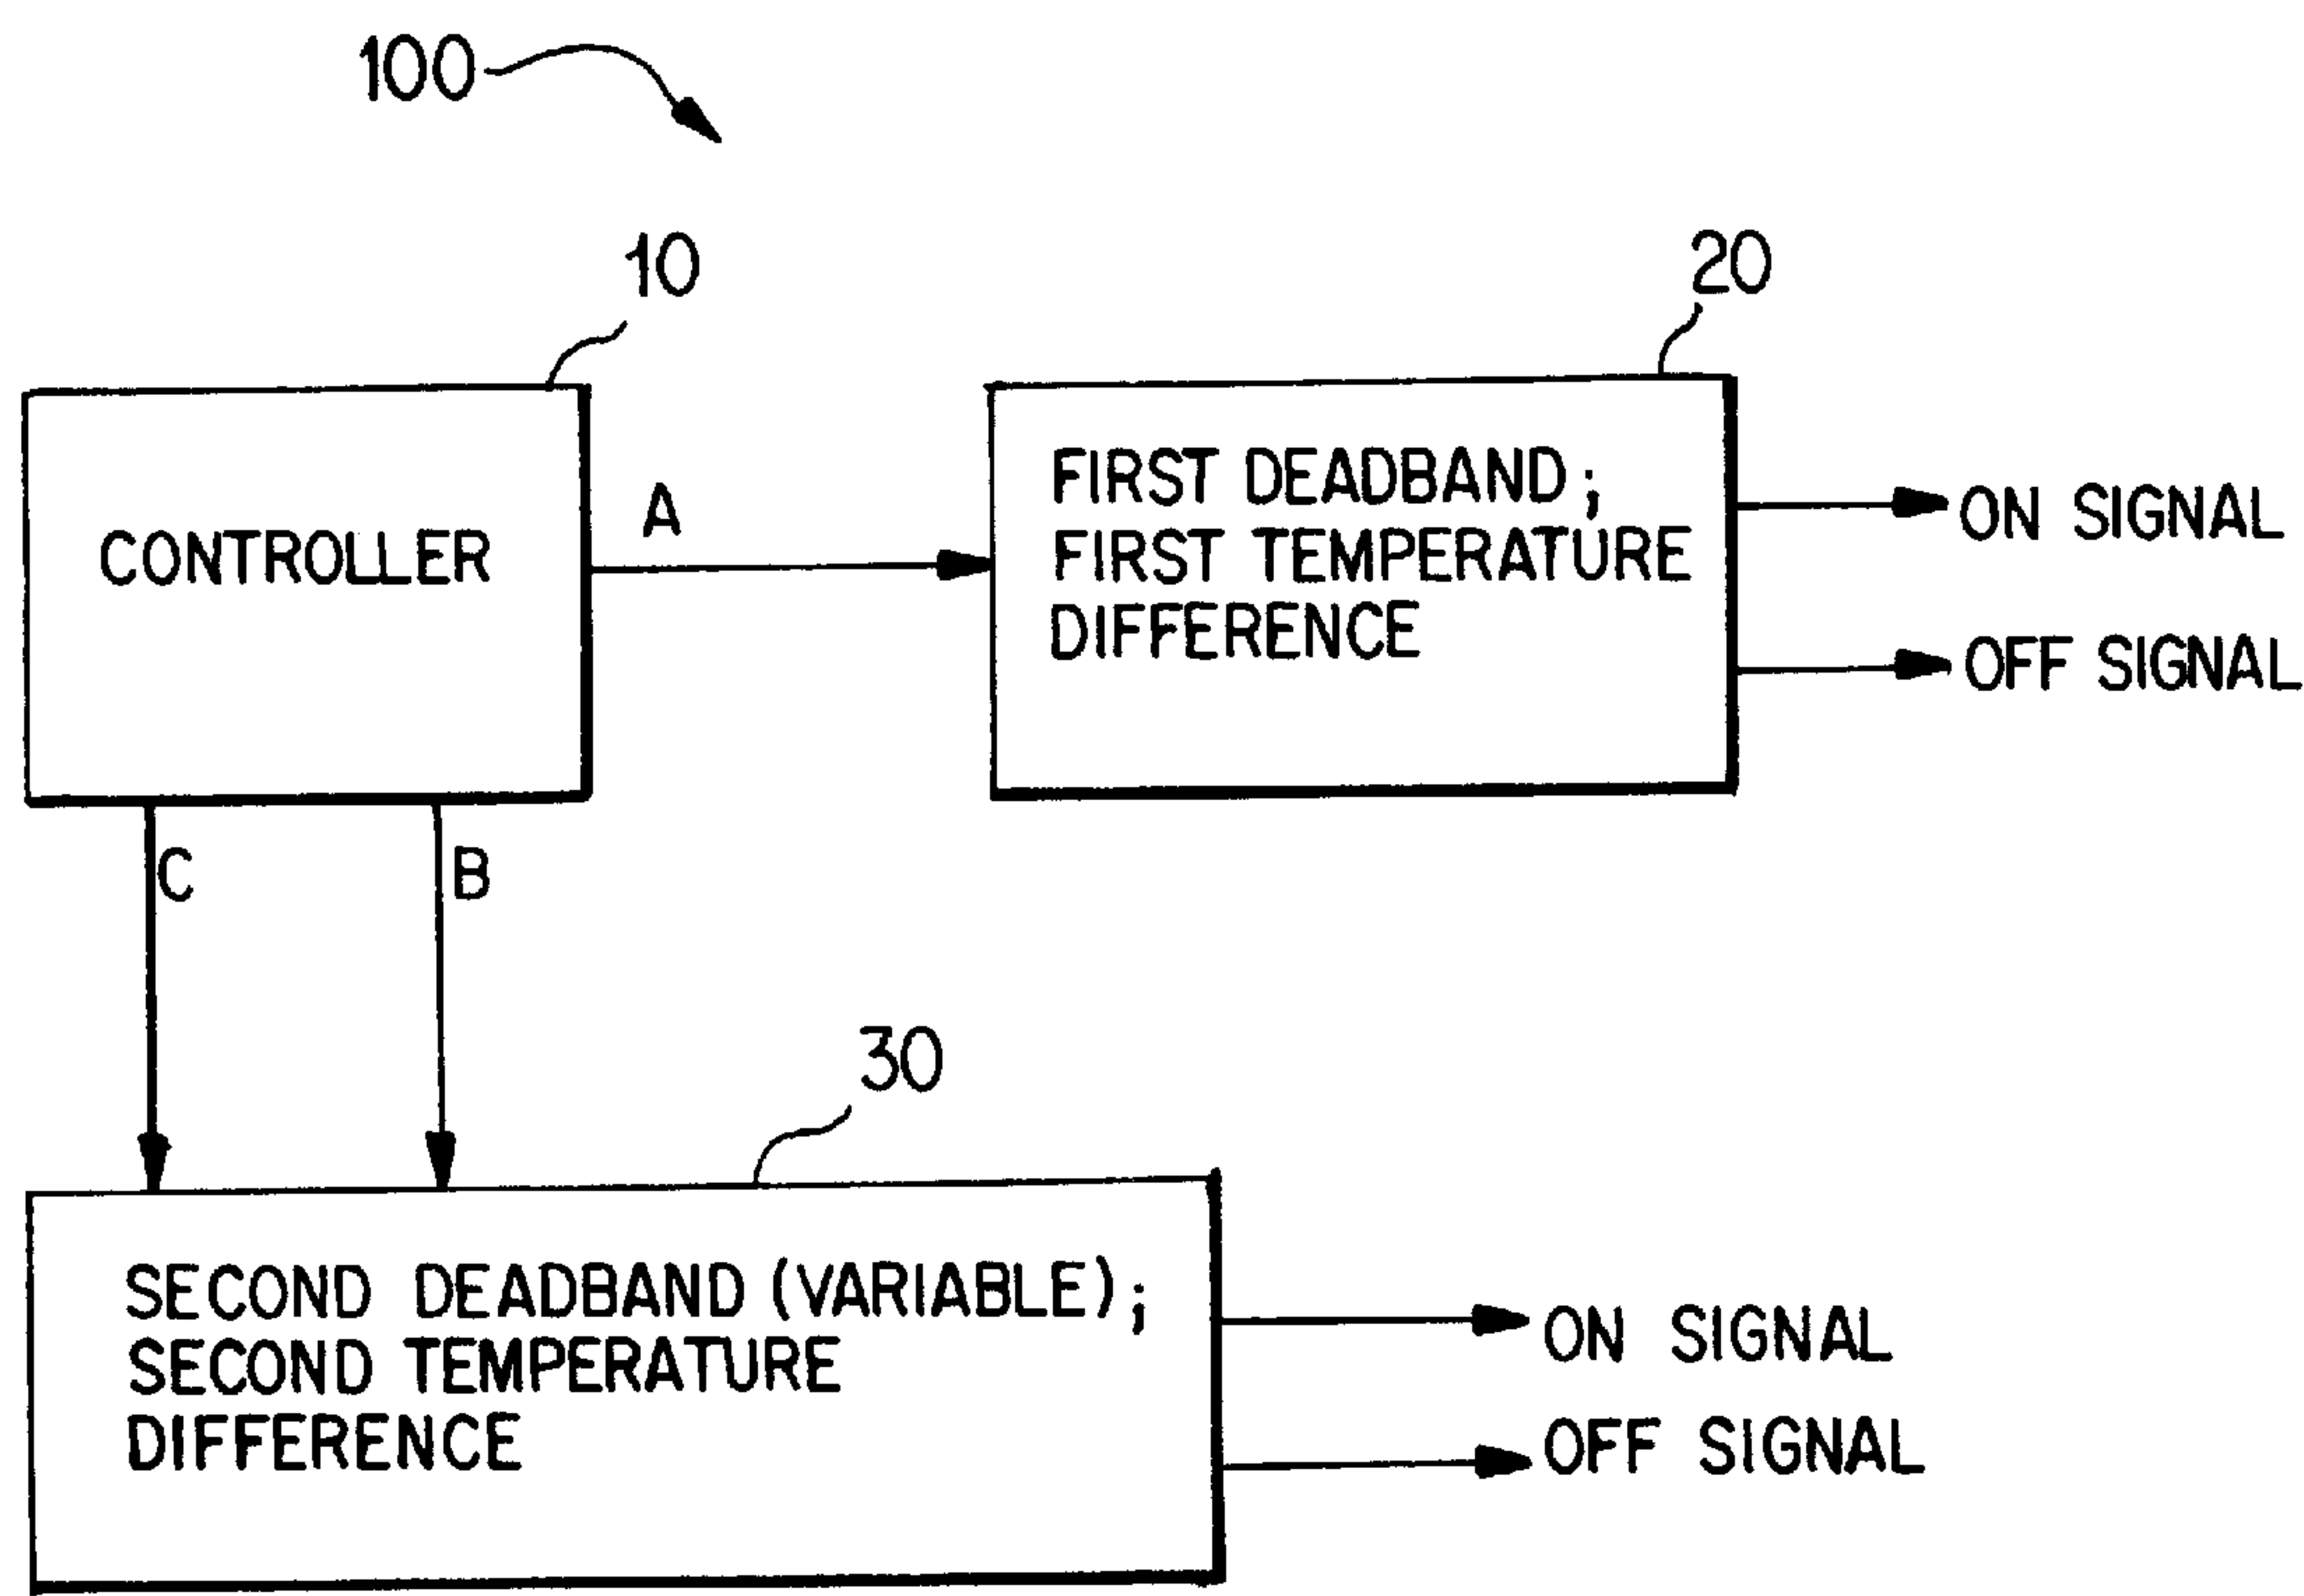 100
10
20
CONTROLLER
A
FIRST DEADBAND;
FIRST TEMPERATURE
DIFFERENCE
ON SIGNAL
OFF SIGNAL
C
B
30
SECOND DEADBAND (VARIABLE);
SECOND TEMPERATURE
DIFFERENCE
ON SIGNAL
OFF SIGNAL